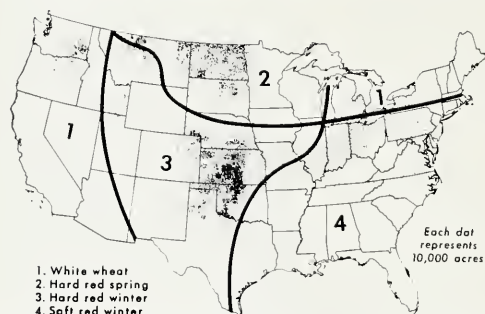 2
1
1
3
4
Each dot
represents
10,000 acres
1. White wheat
2. Hard red spring
3. Hard red winter
4. Soft red winter